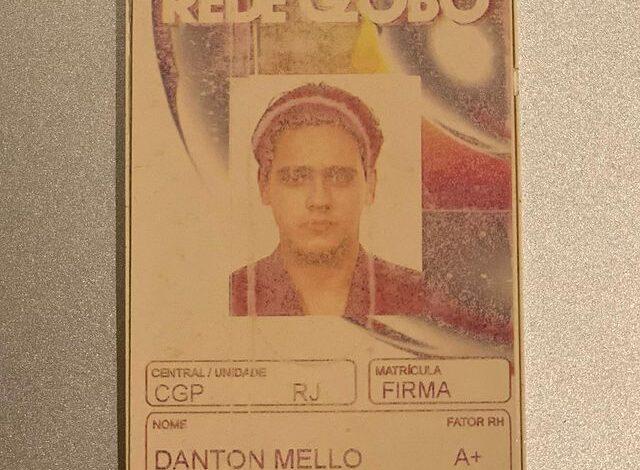 REDE GLOBO
CENTRAL / UNIDADE
CGP RJ
MATRÍCULA
FIRMA
NOME FATOR RH
DANTON MELLO A+